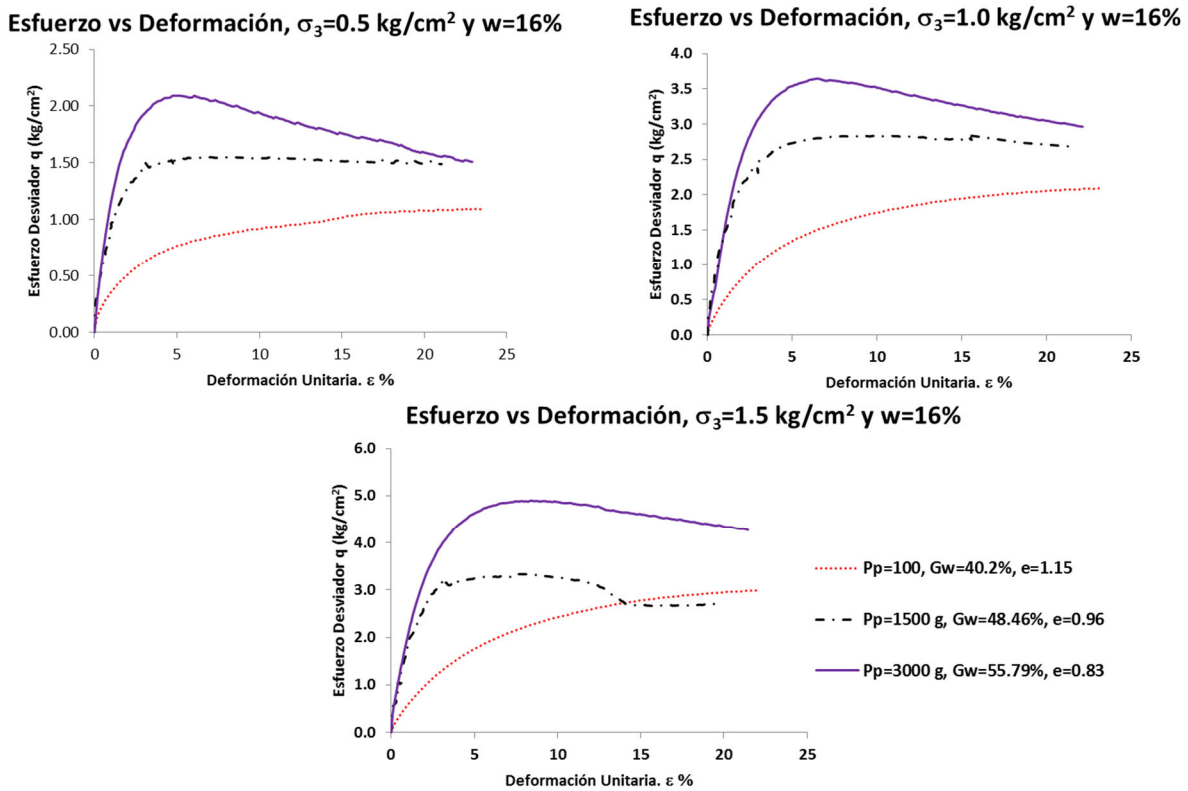 Esfuerzo vs Deformación, σ3=0.5 kg/cm² y w=16%
Esfuerzo Desviador q (kg/cm²)
2.50
2.00
1.50
1.00
0.50
0.00
0 5 10 15 20 25
Deformación Unitaria. ε %
Esfuerzo vs Deformación, σ3=1.0 kg/cm² y w=16%
Esfuerzo Desviador q (kg/cm²)
4.0
3.5
3.0
2.5
2.0
1.5
1.0
0.5
0.0
0 5 10 15 20 25
Deformación Unitaria. ε %
Esfuerzo vs Deformación, σ3=1.5 kg/cm² y w=16%
Esfuerzo Desviador q (kg/cm²)
6.0
5.0
4.0
3.0
2.0
1.0
0.0
0 5 10 15 20 25
Deformación Unitaria. ε %
Pp=100, Gw=40.2%, e=1.15
Pp=1500 g, Gw=48.46%, e=0.96
Pp=3000 g, Gw=55.79%, e=0.83